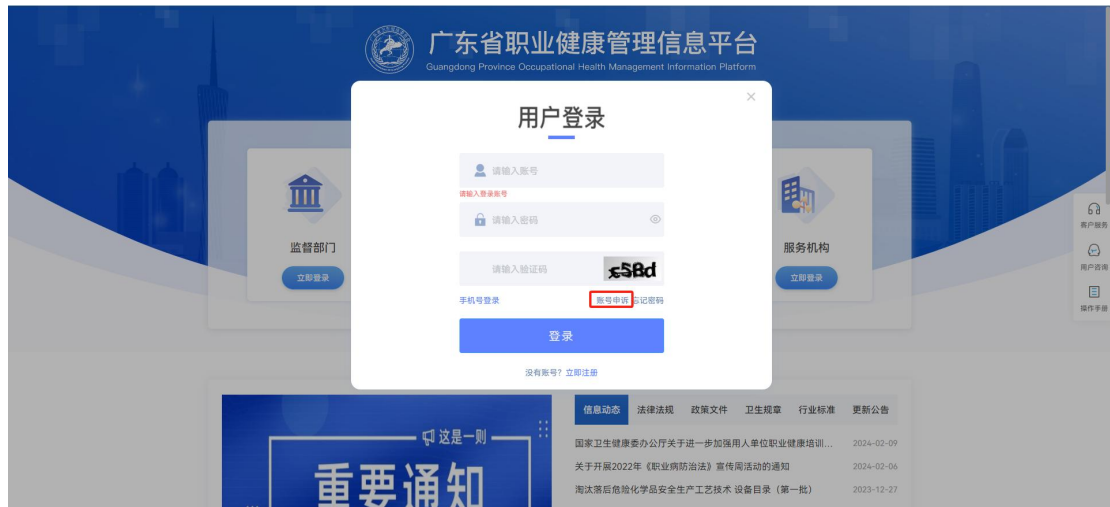 广东省职业健康管理信息平台
Guangdong Province Occupational Health Management Information Platform
用户登录
请输入账号
请输入登录账号
请输入密码
请输入验证码
手机号登录
账号申诉 忘记密码
登录
没有账号? 立即注册
监督部门
立即登录
服务机构
立即登录
客户服务
用户咨询
操作手册
这是一则
重要通知
信息动态 法律法规 政策文件 卫生规章 行业标准 更新公告
国家卫生健康委办公厅关于进一步加强用人单位职业健康培训... 2024-02-09
关于开展2022年《职业病防治法》宣传周活动的通知 2024-02-06
淘汰落后危险化学品安全生产工艺技术 设备目录（第一批） 2023-12-27